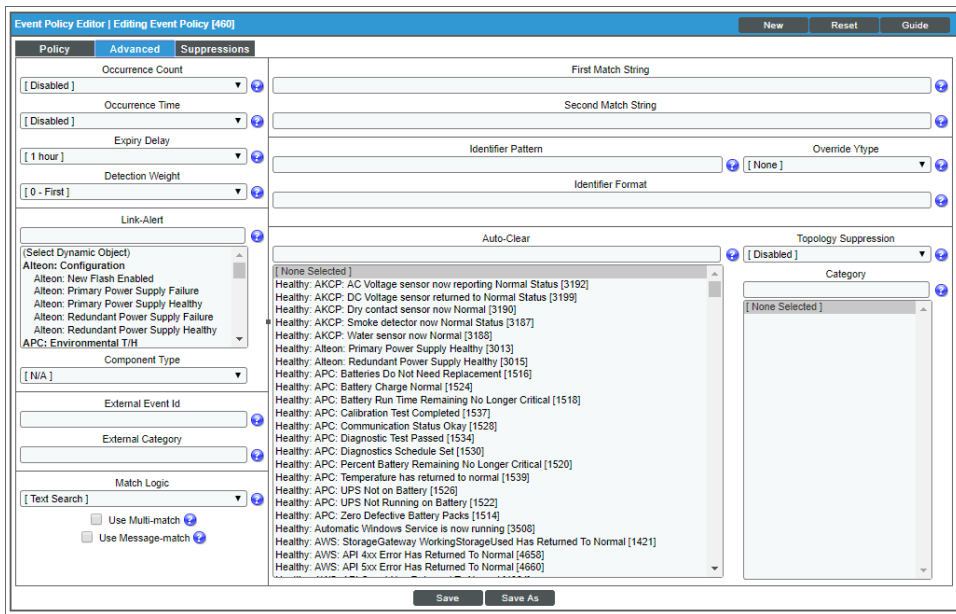 Event Policy Editor | Editing Event Policy [460]
New
Reset
Guide
Policy
Advanced
Suppressions
Occurrence Count
[ Disabled ]
Occurrence Time
[ Disabled ]
Expiry Delay
[ 1 hour ]
Detection Weight
[ 0 - First ]
Link-Alert
(Select Dynamic Object)
Alteon: Configuration
Alteon: New Flash Enabled
Alteon: Primary Power Supply Failure
Alteon: Primary Power Supply Healthy
Alteon: Redundant Power Supply Failure
Alteon: Redundant Power Supply Healthy
APC: Environmental T/H
Component Type
[ N/A ]
External Event Id
External Category
Match Logic
[ Text Search ]
Use Multi-match
Use Message-match
First Match String
Second Match String
Identifier Pattern
Override Ytype
[ None ]
Identifier Format
Auto-Clear
[ None Selected ]
Healthy: AKCP: AC Voltage sensor now reporting Normal Status [3192]
Healthy: AKCP: DC Voltage sensor returned to Normal Status [3199]
Healthy: AKCP: Dry contact sensor now Normal [3190]
Healthy: AKCP: Smoke detector now Normal Status [3187]
Healthy: AKCP: Water sensor now Normal [3188]
Healthy: Alteon: Primary Power Supply Healthy [3013]
Healthy: Alteon: Redundant Power Supply Healthy [3015]
Healthy: APC: Batteries Do Not Need Replacement [1516]
Healthy: APC: Battery Charge Normal [1524]
Healthy: APC: Battery Run Time Remaining No Longer Critical [1518]
Healthy: APC: Calibration Test Completed [1537]
Healthy: APC: Communication Status Okay [1528]
Healthy: APC: Diagnostic Test Passed [1534]
Healthy: APC: Diagnostics Schedule Set [1530]
Healthy: APC: Percent Battery Remaining No Longer Critical [1520]
Healthy: APC: Temperature has returned to normal [1539]
Healthy: APC: UPS Not on Battery [1526]
Healthy: APC: UPS Not Running on Battery [1522]
Healthy: APC: Zero Defective Battery Packs [1514]
Healthy: Automatic Windows Service is now running [3508]
Healthy: AWS: StorageGateway WorkingStorageUsed Has Returned To Normal [1421]
Healthy: AWS: API 4xx Error Has Returned To Normal [4658]
Healthy: AWS: API 5xx Error Has Returned To Normal [4660]
Topology Suppression
[ Disabled ]
Category
[ None Selected ]
Save
Save As